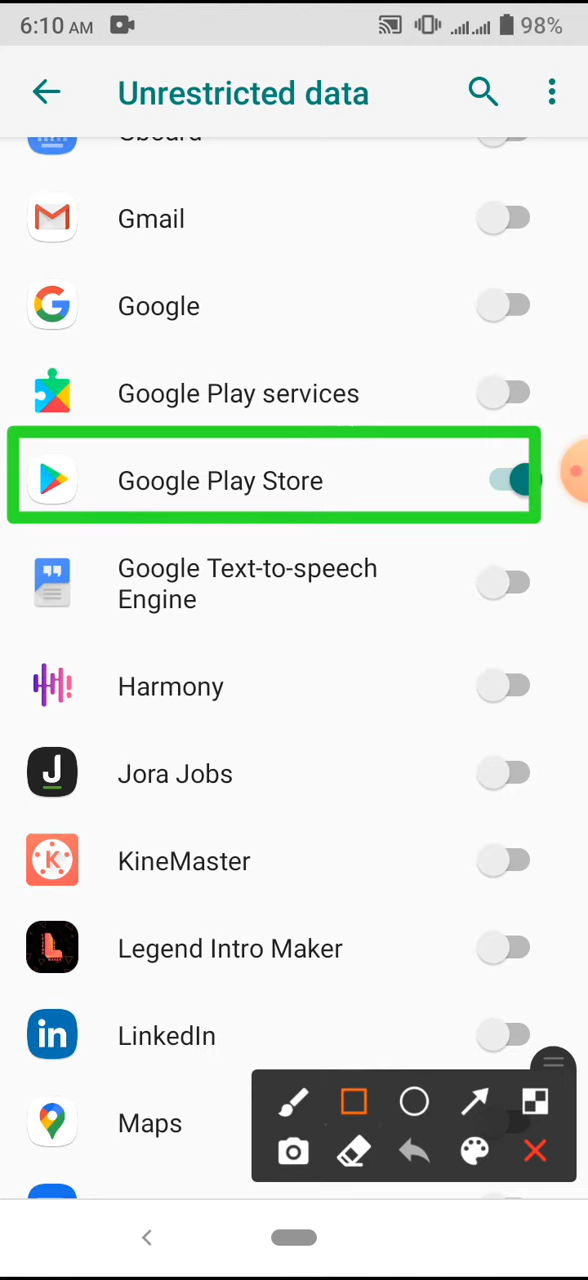 6:10 AM 98%
Unrestricted data
Gboard
Gmail
Google
Google Play services
Google Play Store
Google Text-to-speech
Engine
Harmony
Jora Jobs
KineMaster
Legend Intro Maker
LinkedIn
Maps